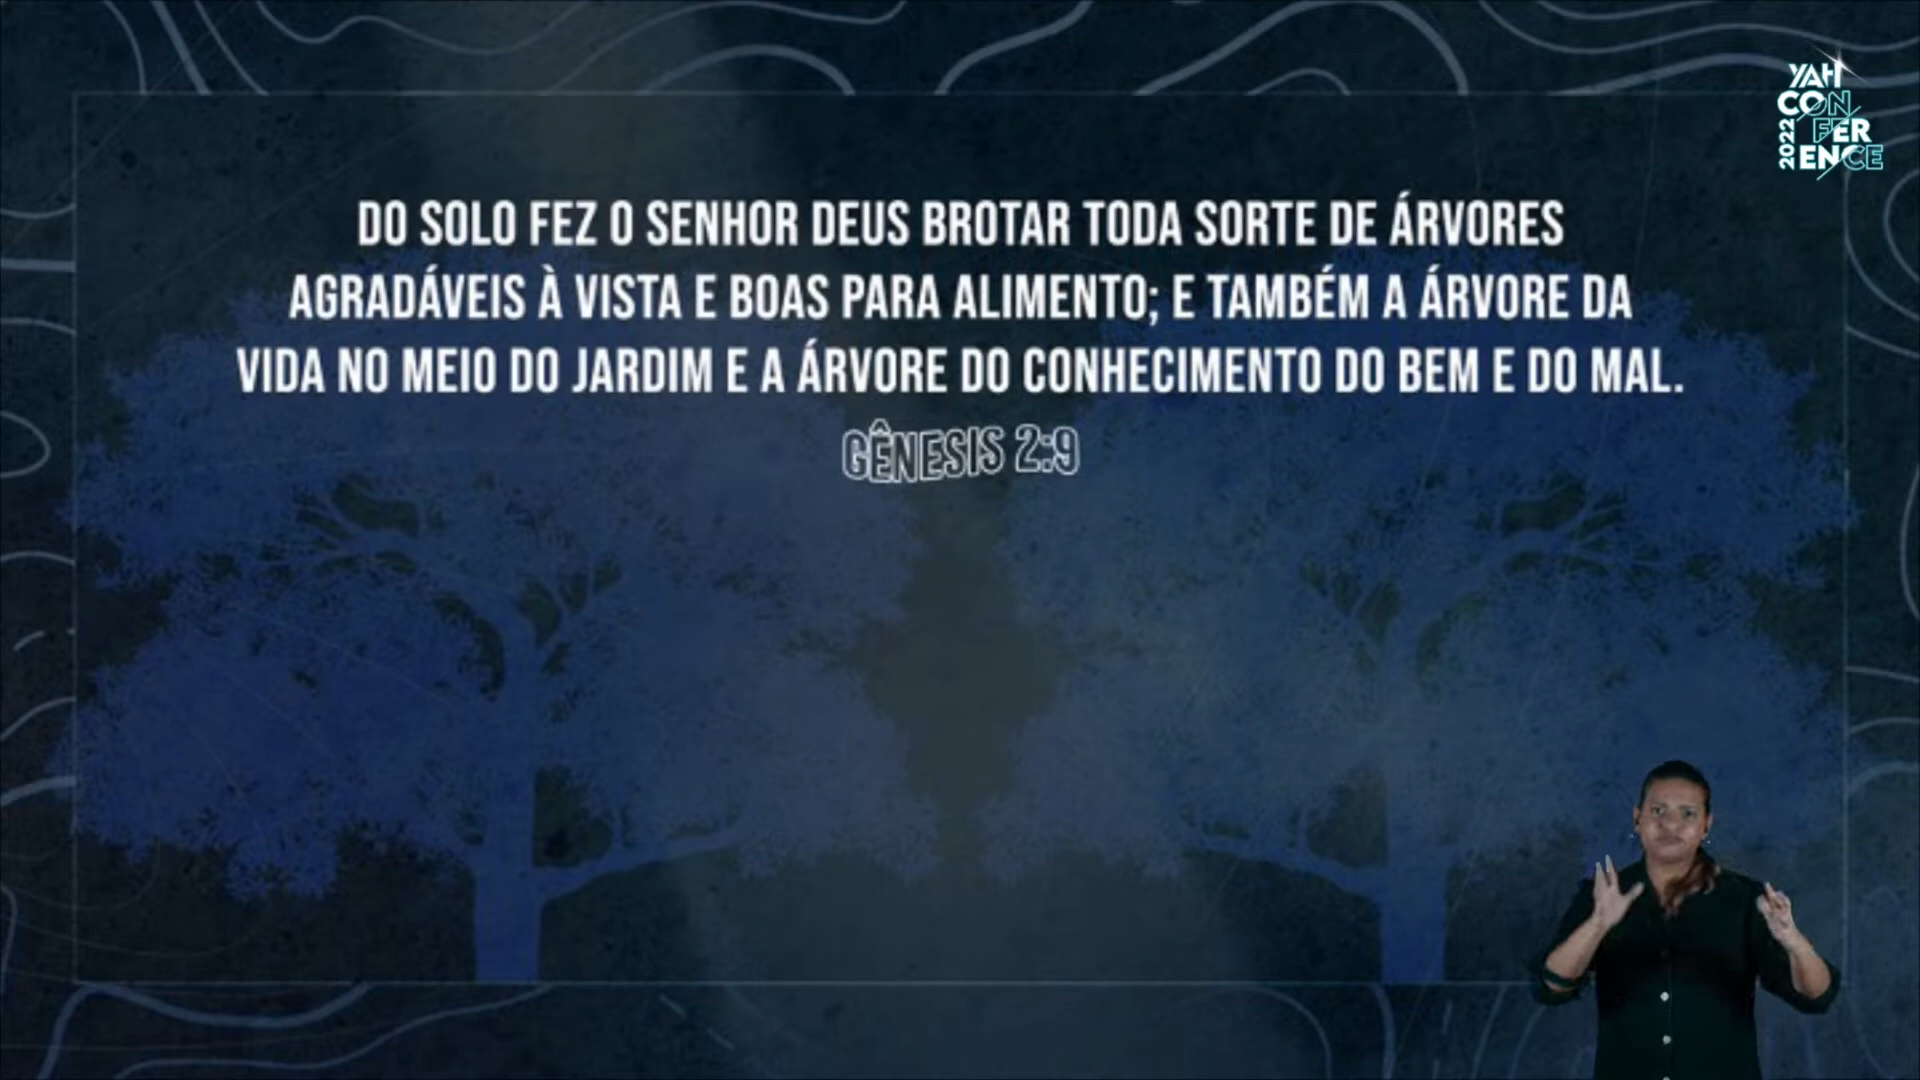 YAH
CON
FER
2022 ENCE
DO SOLO FEZ O SENHOR DEUS BROTAR TODA SORTE DE ÁRVORES
AGRADÁVEIS À VISTA E BOAS PARA ALIMENTO; E TAMBÉM A ÁRVORE DA
VIDA NO MEIO DO JARDIM E A ÁRVORE DO CONHECIMENTO DO BEM E DO MAL.
GÊNESIS 2:9